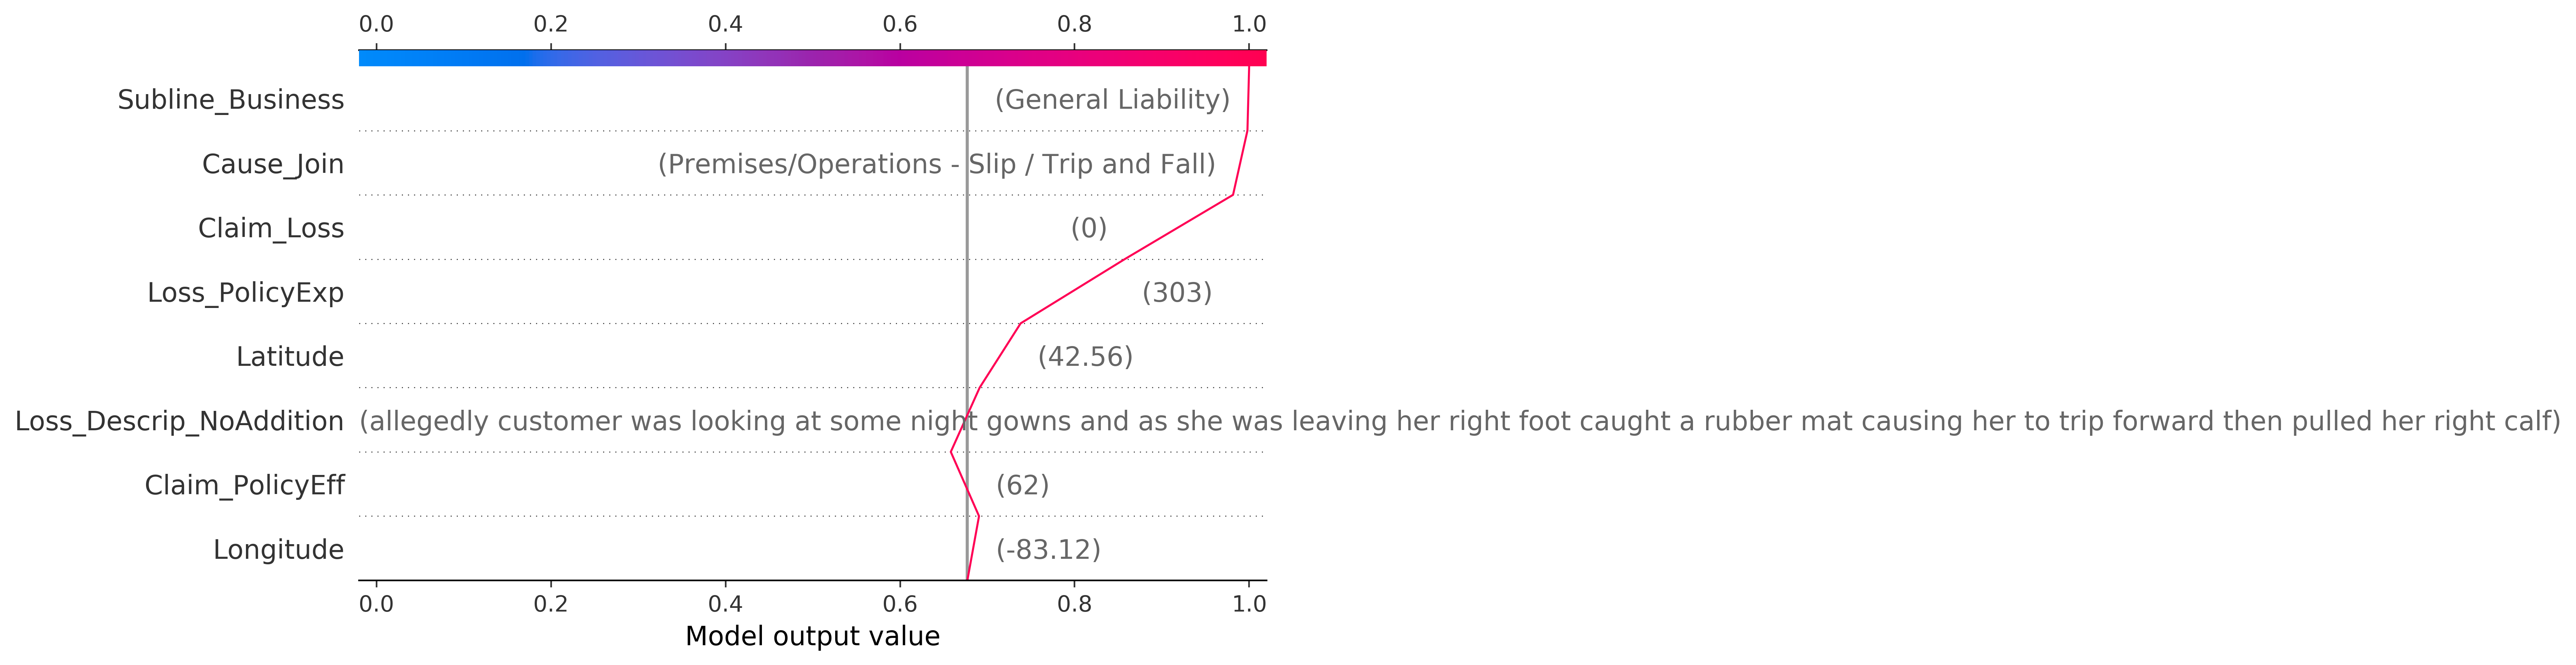 0.0 0.2 0.4 0.6 0.8 1.0
Subline_Business (General Liability)
Cause_Join (Premises/Operations - Slip / Trip and Fall)
Claim_Loss (0)
Loss_PolicyExp (303)
Latitude (42.56)
Loss_Descrip_NoAddition (allegedly customer was looking at some night gowns and as she was leaving her right foot caught a rubber mat causing her to trip forward then pulled her right calf)
Claim_PolicyEff (62)
Longitude (-83.12)
0.0 0.2 0.4 0.6 0.8 1.0
Model output value